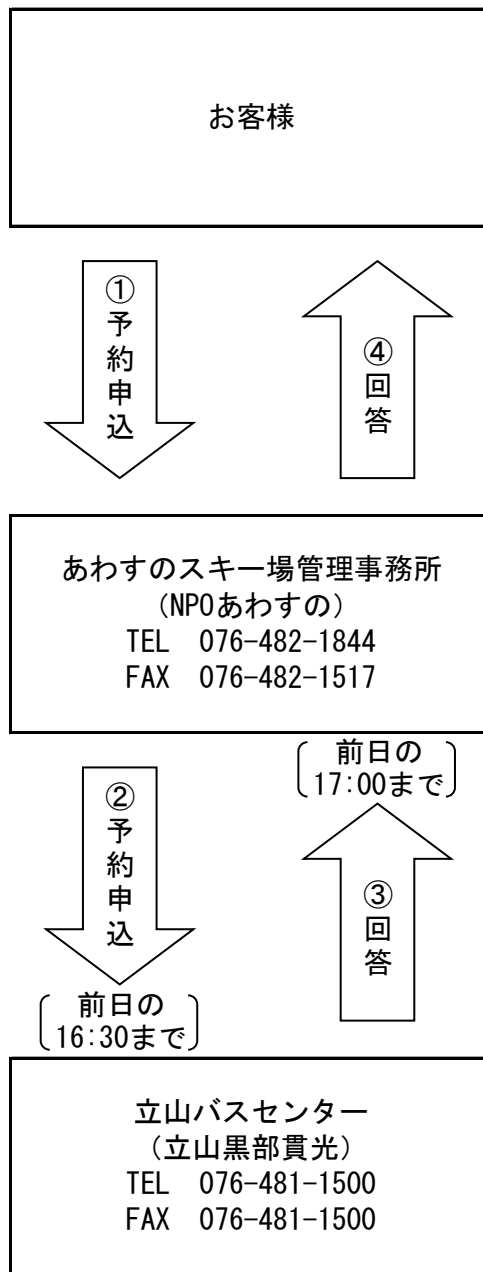 お客様
①予約申込
④回答
あわすのスキー場管理事務所
（NPOあわすの）
TEL　076-482-1844
FAX　076-482-1517
②予約申込
前日の
16:30まで
前日の
17:00まで
③回答
立山バスセンター
（立山黒部貫光）
TEL　076-481-1500
FAX　076-481-1500